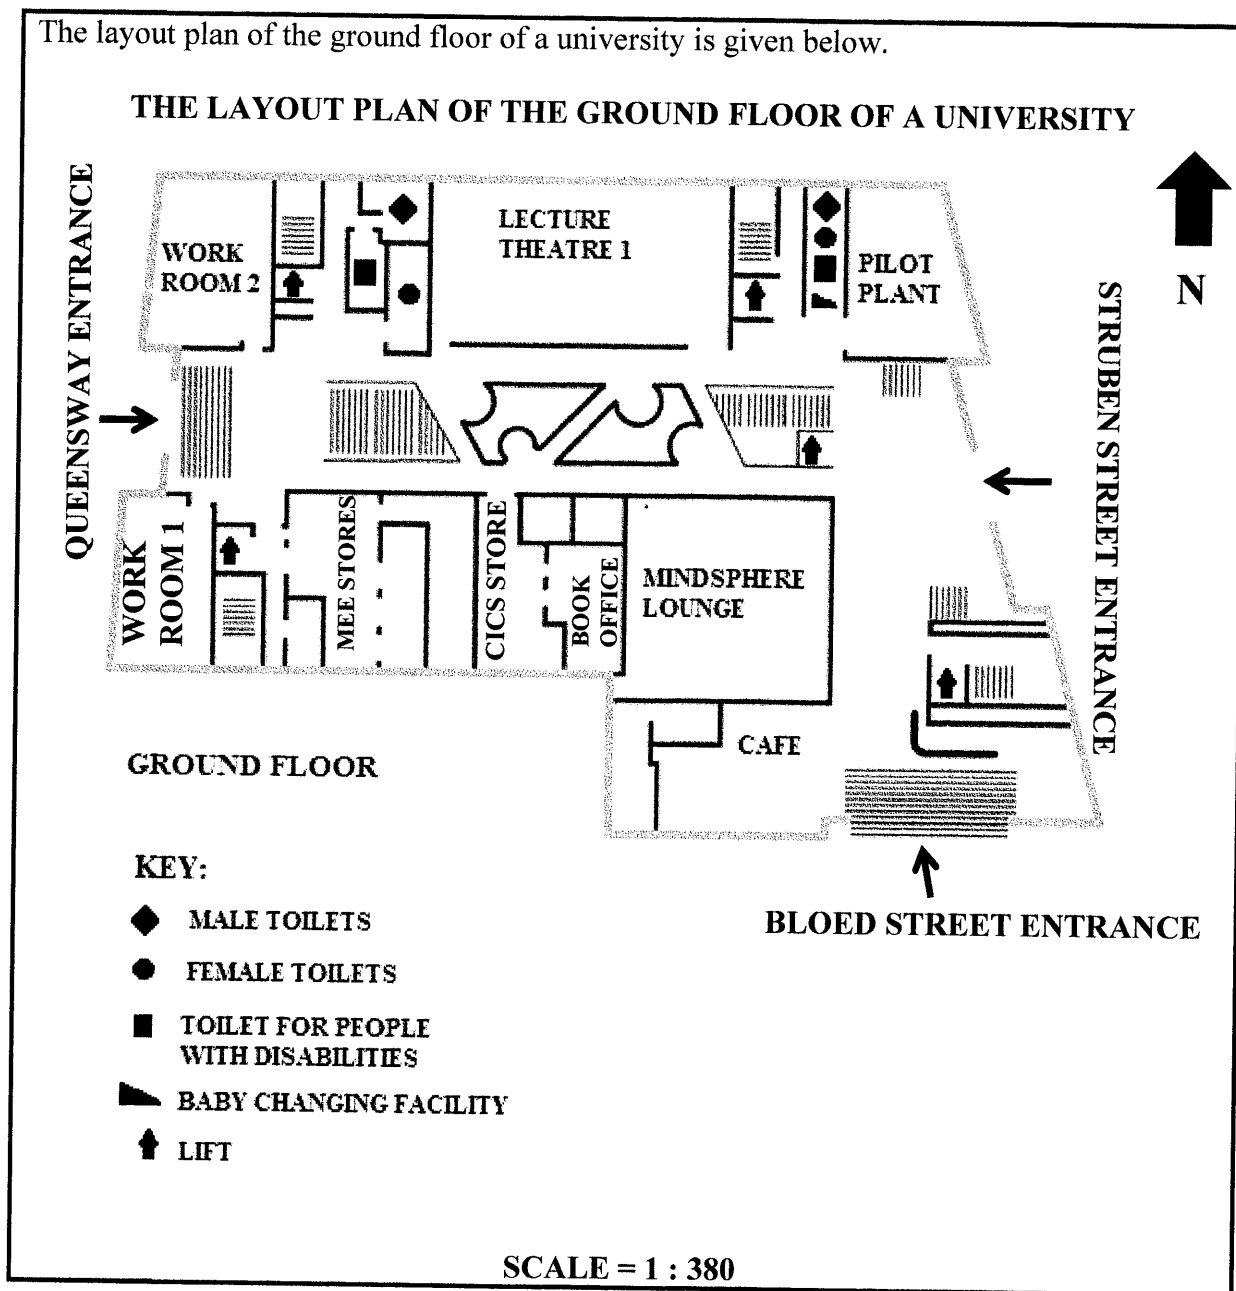 The layout plan of the ground floor of a university is given below.
THE LAYOUT PLAN OF THE GROUND FLOOR OF A UNIVERSITY
QUEENSWAY ENTRANCE
WORK
ROOM 2
LECTURE
THEATRE 1
PILOT
PLANT
N
STRUBEN STREET ENTRANCE
WORK
ROOM 1
MEE STORES
CICS STORE
BOOK
OFFICE
MINDSPHERE
LOUNGE
CAFE
GROUND FLOOR
BLOED STREET ENTRANCE
KEY:
MALE TOILETS
FEMALE TOILETS
TOILET FOR PEOPLE
WITH DISABILITIES
BABY CHANGING FACILITY
LIFT
SCALE = 1 : 380